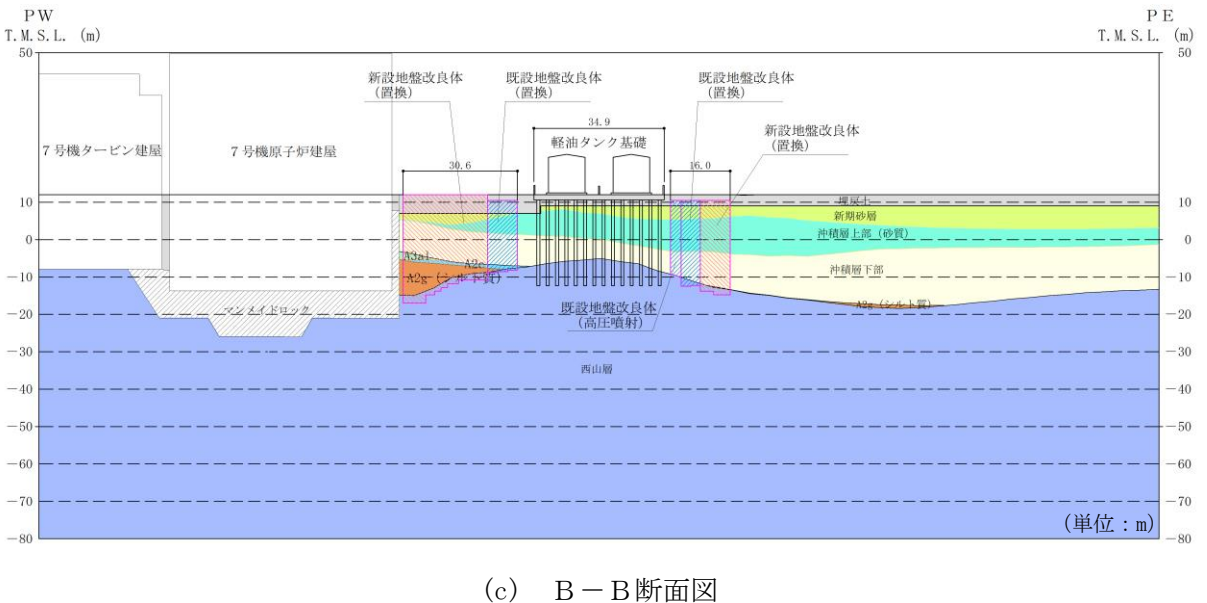 PW
T.M.S.L. (m)
PE
T.M.S.L. (m)
50
50
新設地盤改良体
(置換)
既設地盤改良体
(置換)
既設地盤改良体
(置換)
34.9
新設地盤改良体
(置換)
7号機タービン建屋
7号機原子炉建屋
軽油タンク基礎
30.6
16.0
10
埋戻土
10
新期砂層
沖積層上部（砂質）
0
0
A3a1
A2c
沖積層下部
A2g（シルト質）
-10
-10
既設地盤改良体
(高圧噴射)
マンメイドロック
A2g（シルト質）
-20
-20
-30
-30
西山層
-40
-40
-50
-50
-60
-60
-70
-70
(単位：m)
-80
-80
(c) B－B断面図